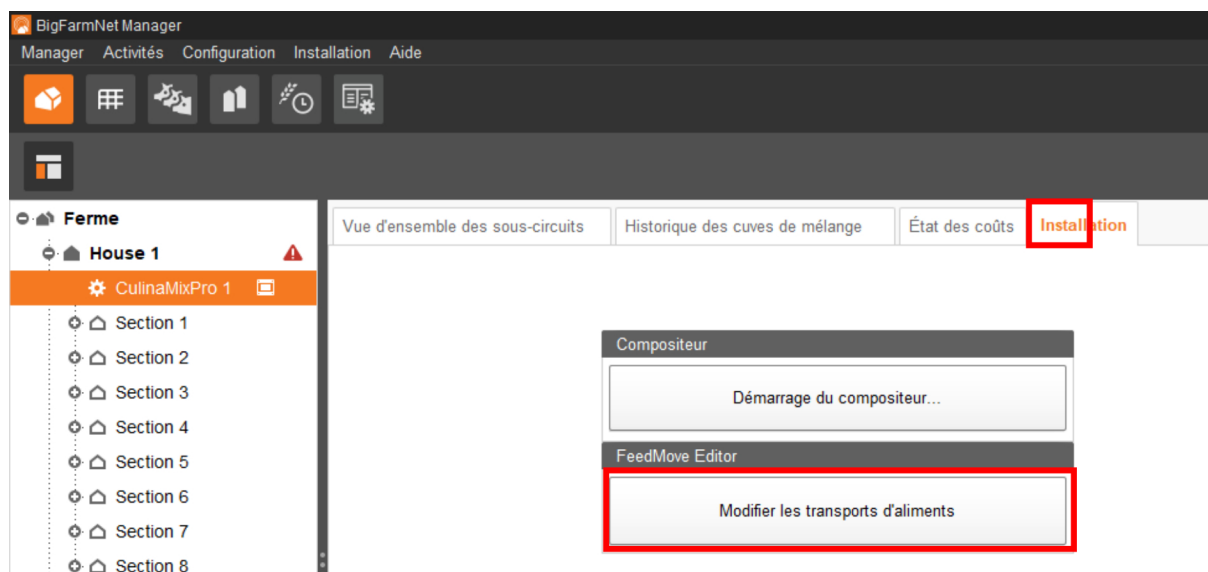 BigFarmNet Manager
Manager Activités Configuration Installation Aide
Ferme
House 1
CulinaMixPro 1
Section 1
Section 2
Section 3
Section 4
Section 5
Section 6
Section 7
Section 8
Vue d'ensemble des sous-circuits Historique des cuves de mélange État des coûts Installation
Compositeur
Démarrage du compositeur...
FeedMove Editor
Modifier les transports d'aliments